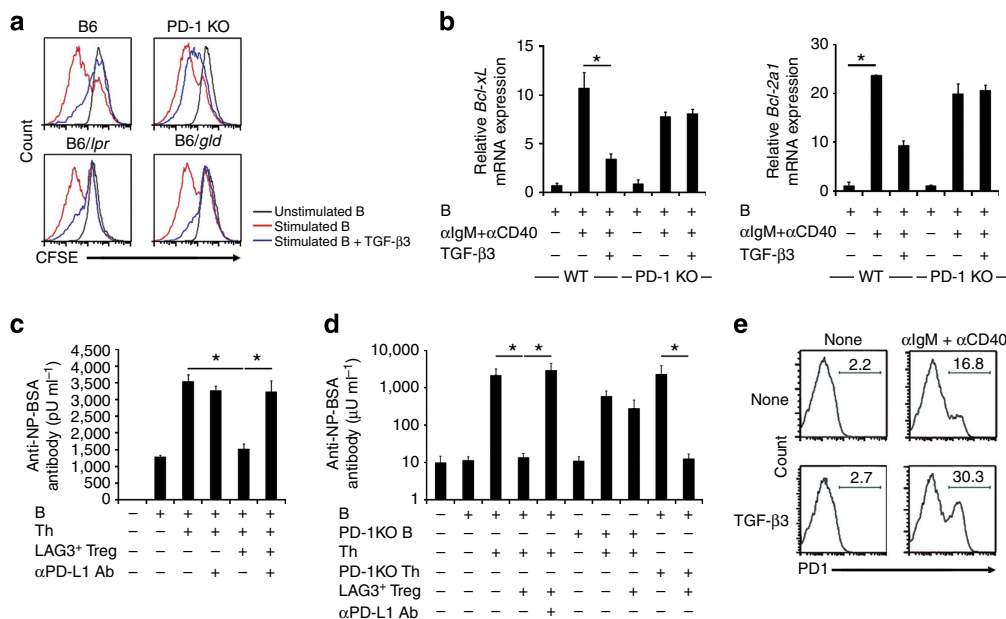 a
B6 PD-1 KO
B6/lpr B6/gld
Count
CFSE
Unstimulated B
Stimulated B
Stimulated B + TGF-β3
b
Relative Bcl-xL
mRNA expression
15
10
5
0
*
B + + + + + +
αIgM+αCD40 − + + − + +
TGF-β3 − − + − − +
WT PD-1 KO
Relative Bcl-2a1
mRNA expression
30
20
10
0
*
B + + + + + +
αIgM+αCD40 − + + − + +
TGF-β3 − − + − − +
WT PD-1 KO
c
Anti-NP-BSA
antibody (pU ml⁻¹)
4,500
4,000
3,500
3,000
2,500
2,000
1,500
1,000
500
0
* *
B − + + + + +
Th − − + + + +
LAG3⁺ Treg − − − − + +
αPD-L1 Ab − − − + − +
d
Anti-NP-BSA
antibody (μU ml⁻¹)
10,000
1,000
100
10
1
* * *
B − + + + + − − − + +
PD-1KO B − − − − − + + + − −
Th − − + + + − + + − −
PD-1KO Th − − − − − − − − + +
LAG3⁺ Treg − − − + + − − + − +
αPD-L1 Ab − − − − + − − − − −
e
None αIgM + αCD40
None
2.2 16.8
Count
TGF-β3
2.7 30.3
PD1